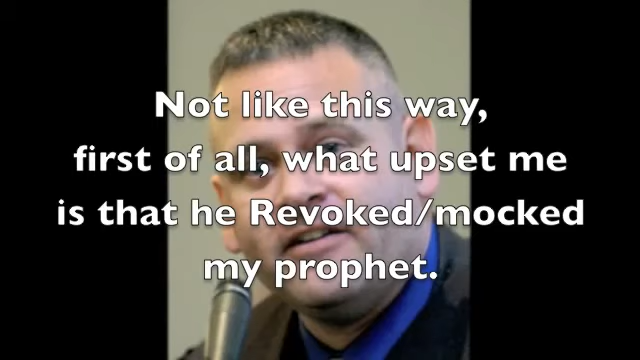 Not like this way,
first of all, what upset me
is that he Revoked/mocked
my prophet.